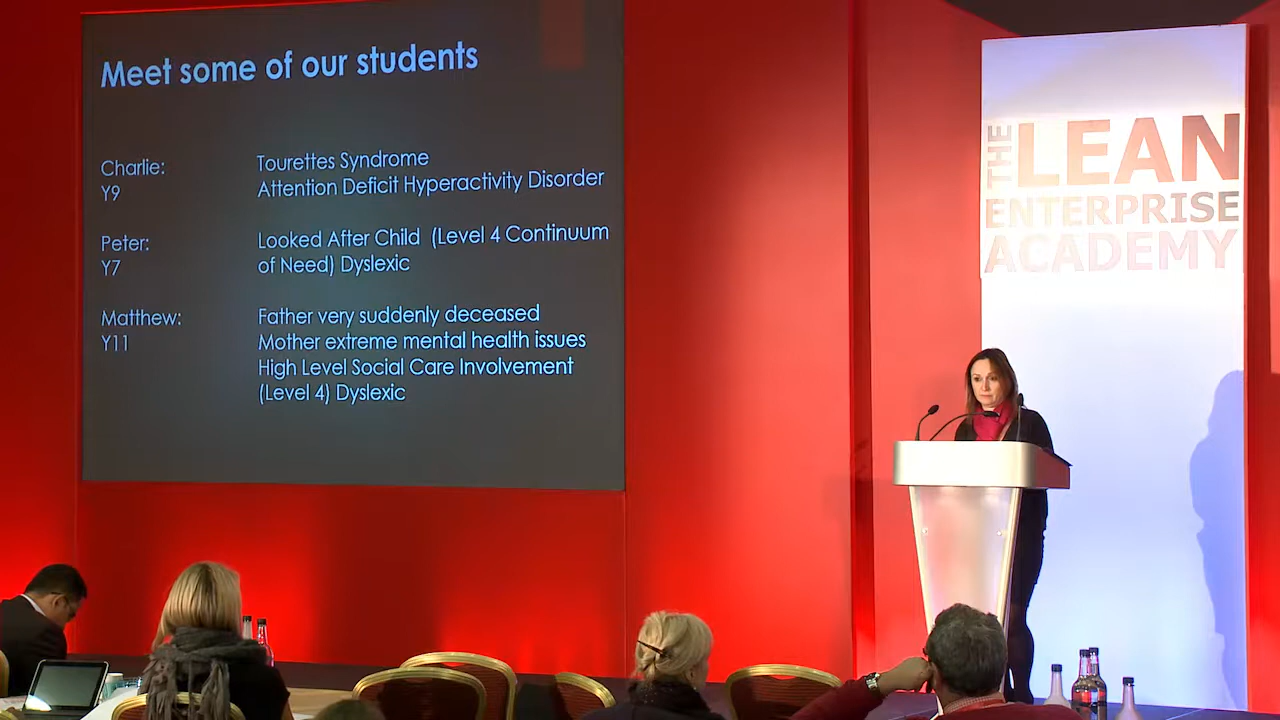 Meet some of our students
Charlie:
Tourettes Syndrome
Y9
Attention Deficit Hyperactivity Disorder
Peter:
Looked After Child (Level 4 Continuum
Y7
of Need) Dyslexic
Matthew:
Father very suddenly deceased
Y11
Mother extreme mental health issues
High Level Social Care Involvement
(Level 4) Dyslexic
THE LEAN
ENTERPRISE
ACADEMY